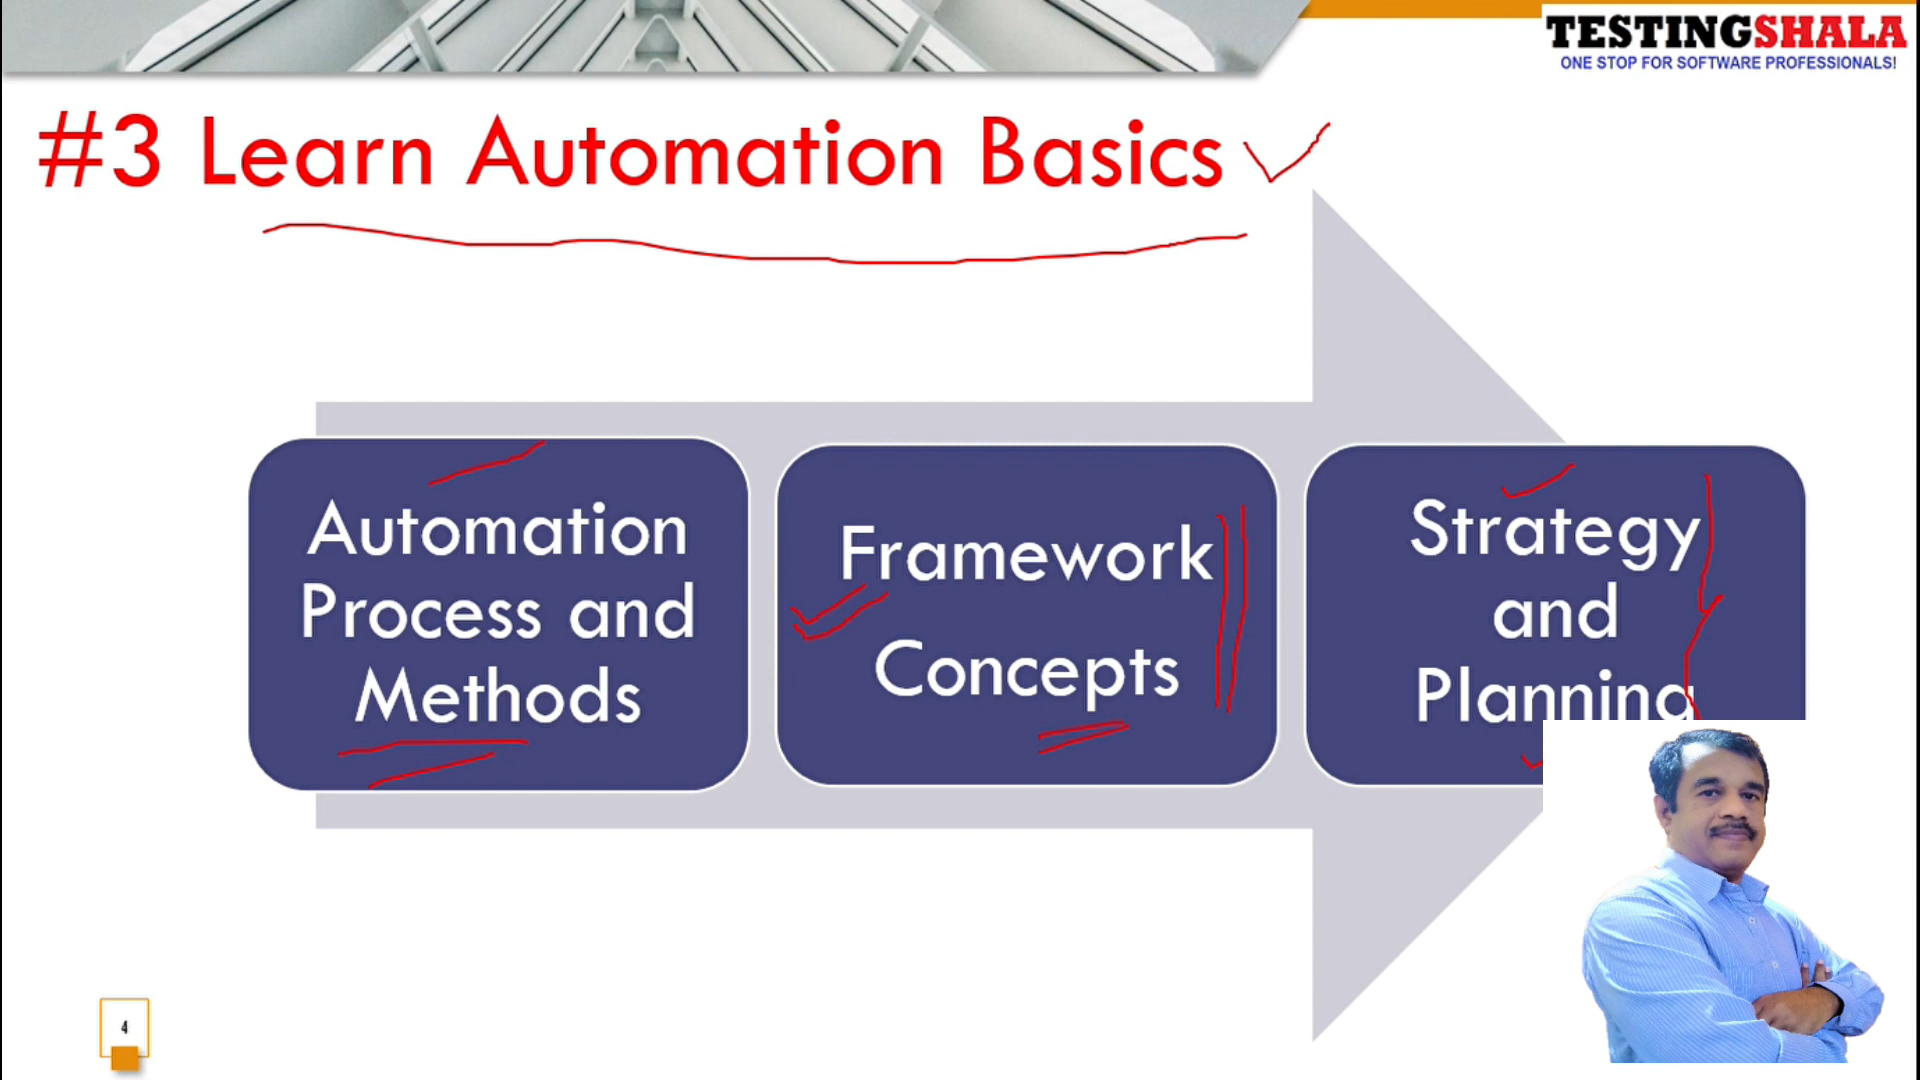 TESTINGSHALA
ONE STOP FOR SOFTWARE PROFESSIONALS!
#3 Learn Automation Basics
Automation
Process and
Methods
Framework
Concepts
Strategy
and
Planning
4